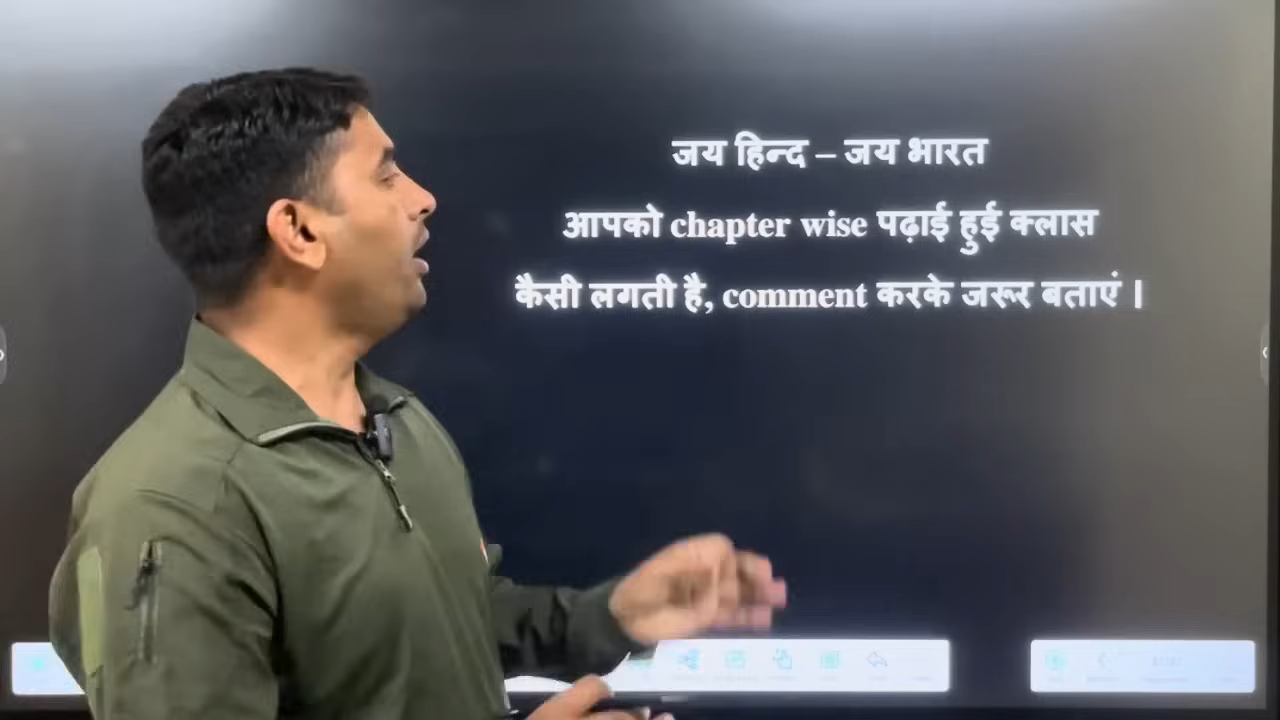 जय हिन्द – जय भारत
आपको chapter wise पढ़ाई हुई क्लास
कैसी लगती है, comment करके जरूर बताएं ।